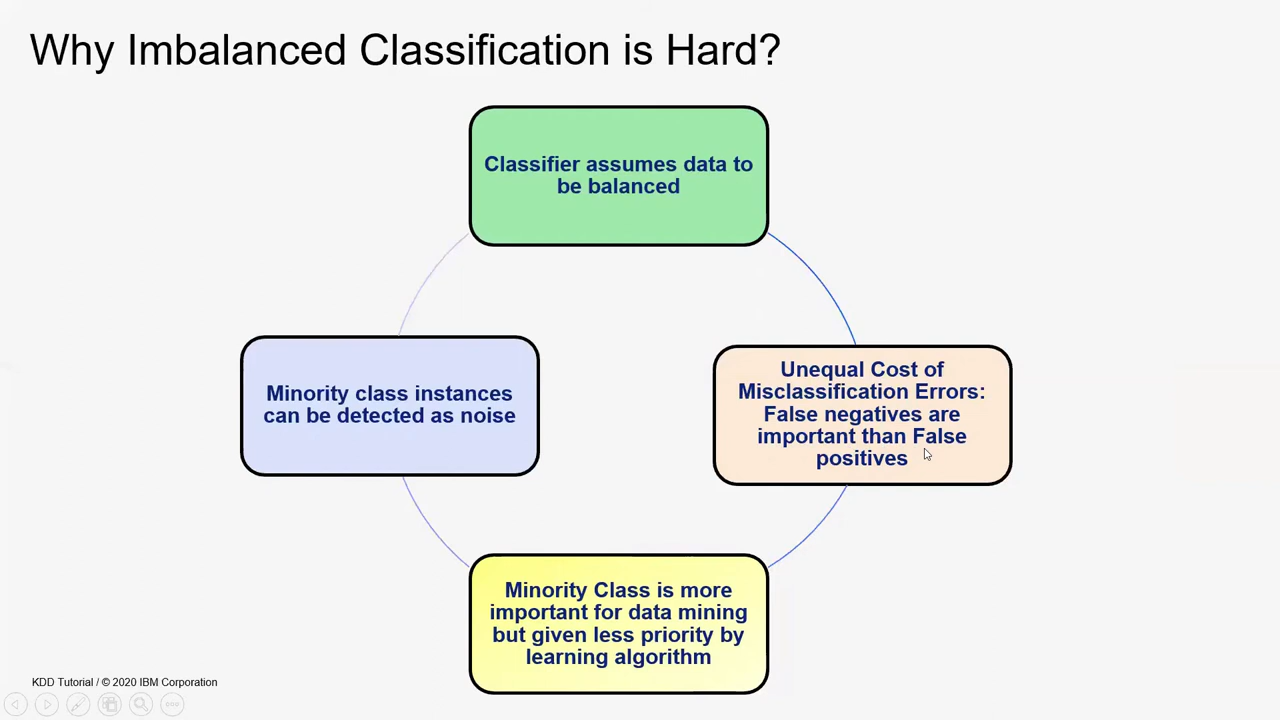 Why Imbalanced Classification is Hard?
Classifier assumes data to
be balanced
Minority class instances
can be detected as noise
Unequal Cost of
Misclassification Errors:
False negatives are
important than False
positives
Minority Class is more
important for data mining
but given less priority by
learning algorithm
KDD Tutorial / © 2020 IBM Corporation